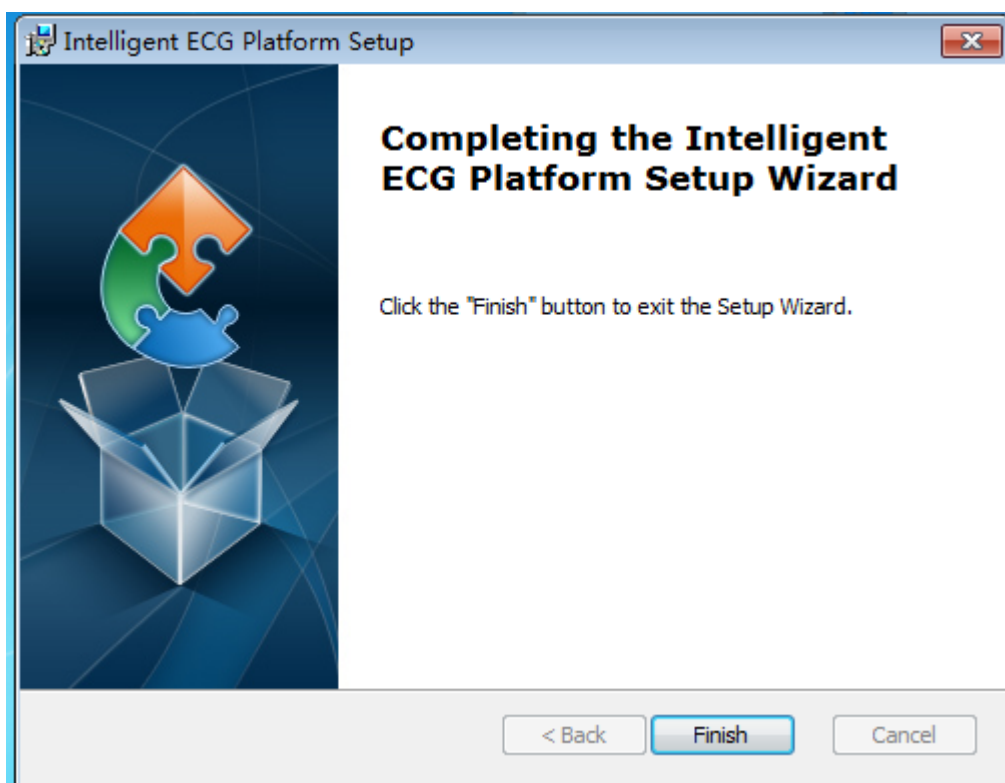 Intelligent ECG Platform Setup
Completing the Intelligent
ECG Platform Setup Wizard
Click the "Finish" button to exit the Setup Wizard.
< Back
Finish
Cancel